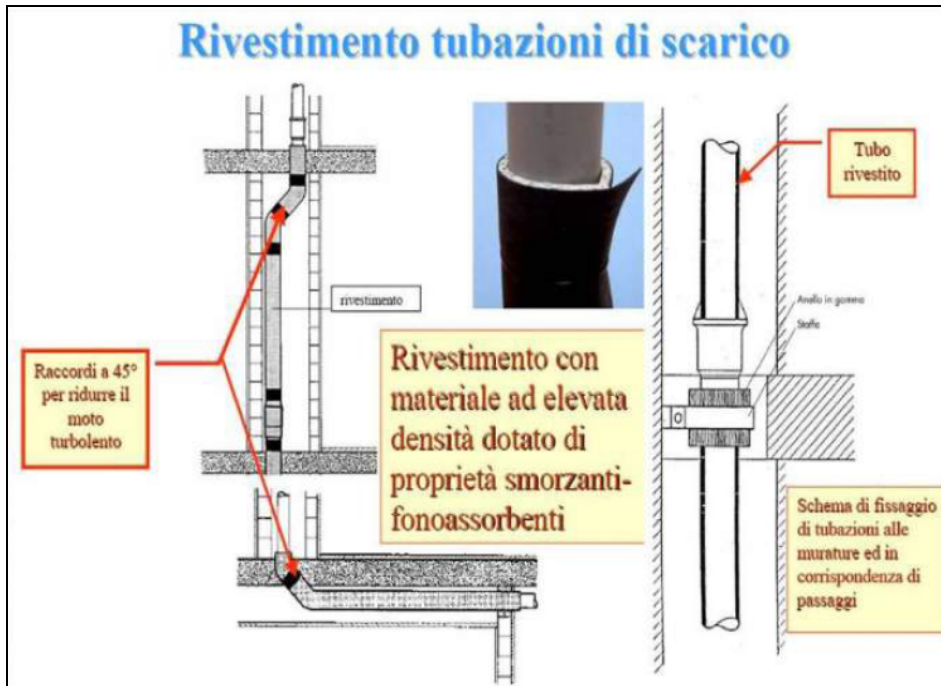 Rivestimento tubazioni di scarico
Tubo
rivestito
rivestimento
Anello in gomma
Staffa
Raccordi a 45°
per ridurre il
moto
turbolento
Rivestimento con
materiale ad elevata
densità dotato di
proprietà smorzanti-
fonoassorbenti
Schema di fissaggio
di tubazioni alle
murature ed in
corrispondenza di
passaggi